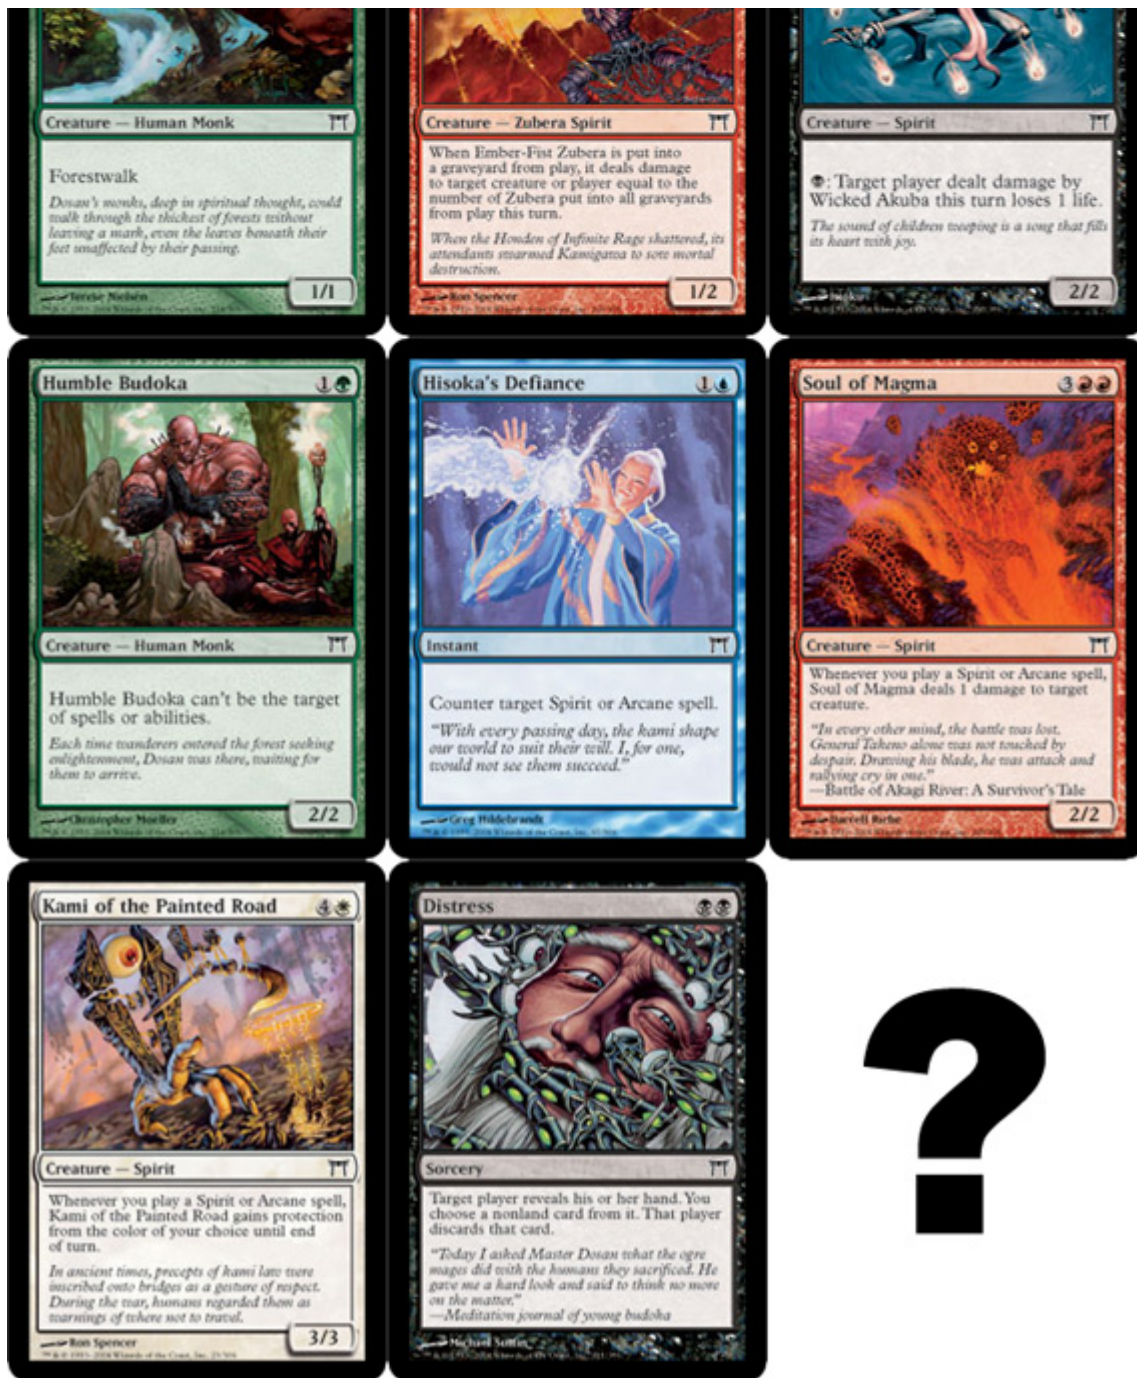 Creature — Human Monk
Forestwalk
Dosan's monks, deep in spiritual thought, could
walk through the thickest of forests without
leaving a mark, even the leaves beneath their
feet unaffected by their passing.
Terese Nielsen
1/1
Creature — Zubera Spirit
When Ember-Fist Zubera is put into
a graveyard from play, it deals damage
to target creature or player equal to the
number of Zubera put into all graveyards
from play this turn.
When the Honden of Infinite Rage shattered, its
attendants swarmed Kamigawa to sow mortal
destruction.
Ron Spencer
1/2
Creature — Spirit
: Target player dealt damage by
Wicked Akuba this turn loses 1 life.
The sound of children weeping is a song that fills
its heart with joy.
2/2
Humble Budoka 1
Creature — Human Monk
Humble Budoka can't be the target
of spells or abilities.
Each time wanderers entered the forest seeking
enlightenment, Dosan was there, waiting for
them to arrive.
Christopher Moeller
2/2
Hisoka's Defiance 1
Instant
Counter target Spirit or Arcane spell.
"With every passing day, the kami shape
our world to suit their will. I, for one,
would not see them succeed."
Greg Hildebrandt
Soul of Magma 3
Creature — Spirit
Whenever you play a Spirit or Arcane spell,
Soul of Magma deals 1 damage to target
creature.
"In every other mind, the battle was lost.
General Takeno alone was not touched by
despair. Drawing his blade, he was attack and
rallying cry in one."
—Battle of Akagi River: A Survivor's Tale
Darrell Riche
2/2
Kami of the Painted Road 4
Creature — Spirit
Whenever you play a Spirit or Arcane spell,
Kami of the Painted Road gains protection
from the color of your choice until end
of turn.
In ancient times, precepts of kami law were
inscribed onto bridges as a gesture of respect.
During the war, humans regarded them as
warnings of where not to travel.
Ron Spencer
3/3
Distress
Sorcery
Target player reveals his or her hand. You
choose a nonland card from it. That player
discards that card.
"Today I asked Master Dosan what the ogre
mages did with the humans they sacrificed. He
gave me a hard look and said to think no more
on the matter."
—Meditation journal of young budoka
Michael Sutfin
?